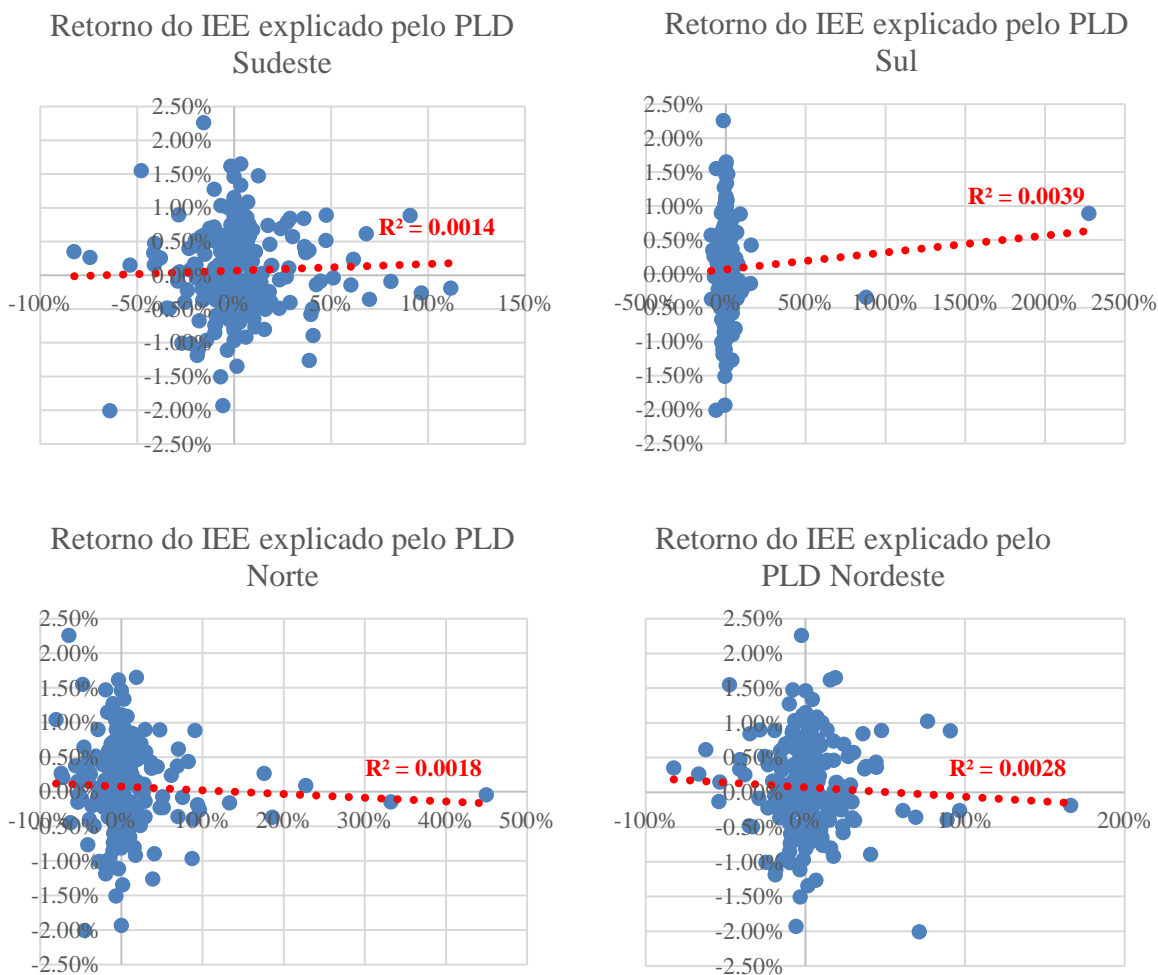 Retorno do IEE explicado pelo PLD
Sudeste
2.50%
2.00%
1.50%
1.00%
R² = 0.0014
0.50%
0.00%
-100% -50% 0% 50% 100% 150%
-0.50%
-1.00%
-1.50%
-2.00%
-2.50%
Retorno do IEE explicado pelo PLD
Sul
2.50%
2.00%
1.50%
R² = 0.0039
1.00%
0.50%
0.00%
-500% 0% 500% 1000% 1500% 2000% 2500%
-0.50%
-1.00%
-1.50%
-2.00%
-2.50%
Retorno do IEE explicado pelo PLD
Norte
2.50%
2.00%
1.50%
1.00%
0.50%
R² = 0.0018
0.00%
-100% 0% 100% 200% 300% 400% 500%
-0.50%
-1.00%
-1.50%
-2.00%
-2.50%
Retorno do IEE explicado pelo
PLD Nordeste
2.50%
2.00%
1.50%
1.00%
0.50%
R² = 0.0028
0.00%
-100% 0% 100% 200%
-0.50%
-1.00%
-1.50%
-2.00%
-2.50%